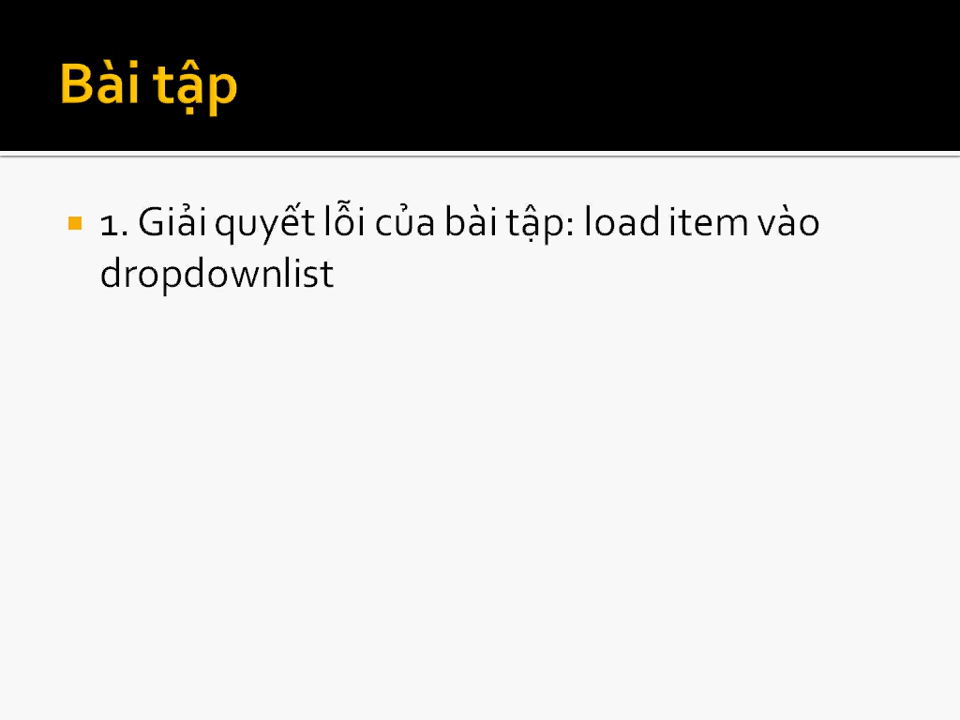 Bài tập
1. Giải quyết lỗi của bài tập: load item vào
dropdownlist